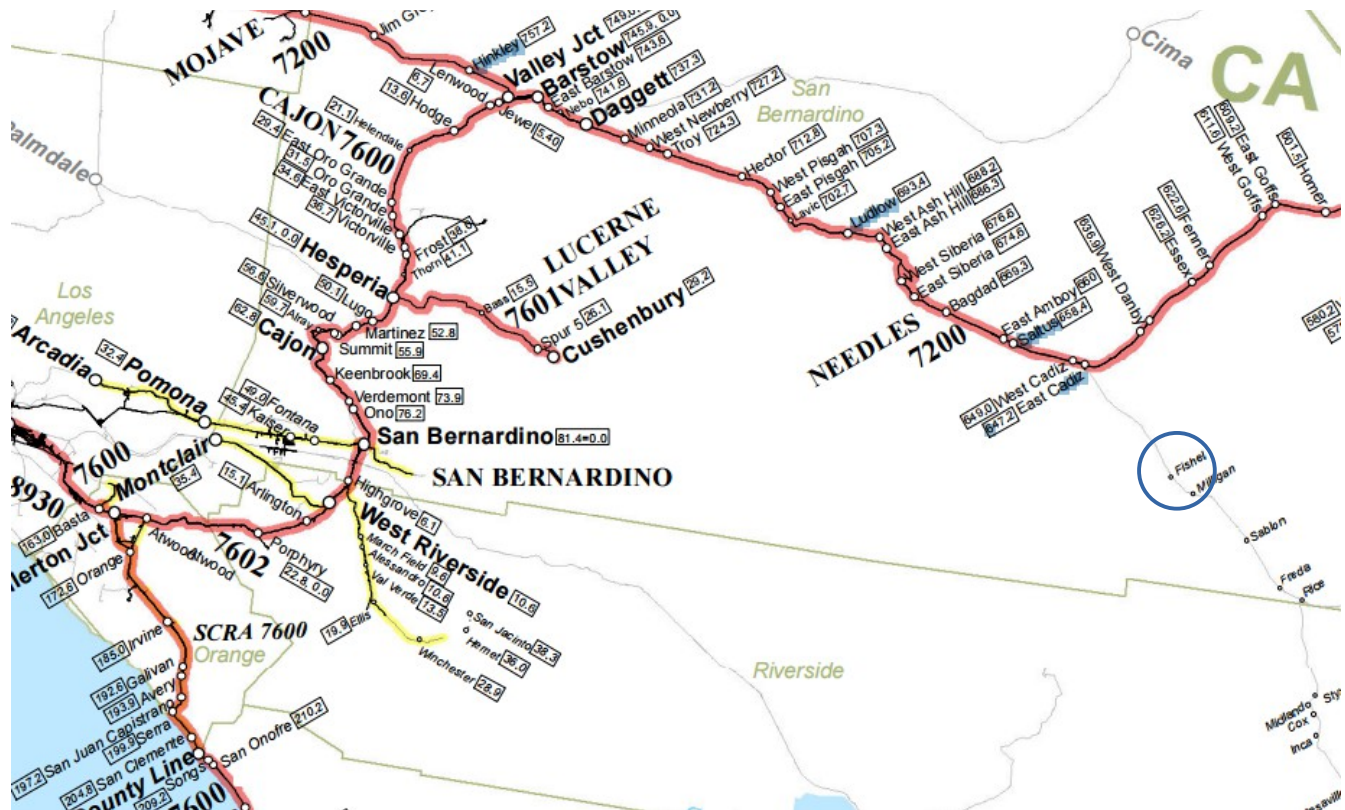 Jim Gr
MOJAVE
7200
Hinkley 757.2
Valley Jct 749.
Barstow 745.9, 0.0
East Barstow 743.6
Nebo 741.6
Daggett 737.3
Lenwood
6.7
13.6 Hodge
Jewel 5.40
Minneola 731.2
West Newberry 727.2
Troy 724.3
San
Bernardino
Cima
CA
CAJON 7600
21.1 Helendale
29.4 East Oro Grande
31.5 Oro Grande
East Victorville
36.7 Victorville
Frost 38.6
Thorn 41.1
45.1, 0.0
Hesperia
almdale
Hector 712.8
West Pisgah 707.3
East Pisgah 705.2
Lavic 702.7
Ludlow 693.4
West Ash Hill 688.2
East Ash Hill 686.3
West Siberia 676.6
East Siberia 674.6
Bagdad 669.3
East Amboy 660
Saltus 658.4
636.9 West Danby
626.2 Essex
622.6 Fenner
611.6 West Goffs
609.2 East Goffs
601.5 Homer
580.2
57
NEEDLES
7200
649.0 West Cadiz
647.2 East Cadiz
LUCERNE
7601 VALLEY
Bass 15.5
Spur 5 26.1
Cushenbury 29.2
56.6 Silverwood
59.7 Alray
50.1 Lugo
62.8 Cajon
Martinez 52.8
Summit 55.9
Keenbrook 69.4
Verdemont 73.9
Ono 76.2
San Bernardino 81.4=0.0
SAN BERNARDINO
Los
Angeles
Arcadia
32.4 Pomona
49.0 Fontana
45.4 Kaiser
Montclair
35.4
7600
8930
163.0 Basta
llerton Jct
15.1 Arlington
Highgrove 6.1
West Riverside 10.6
March Field 9.6
Alessandro 10.6
Val Verde 13.5
19.9 Ellis
San Jacinto 38.3
Hemet 36.0
Winchester 28.9
Atwood
Atwood
7602
Porphyry
22.8, 0.0
172.6 Orange
SCRA 7600
Orange
185.0 Irvine
192.6 Galivan
193.9 Avery
197.2 San Juan Capistrano
199.9 Serra
204.8 San Clemente
ounty Line
209.2 Songs
San Onofre 210.2
7600
Riverside
Fishel
Milligan
Sablon
Freda
Rice
Midland
Sty
Cox
Inca